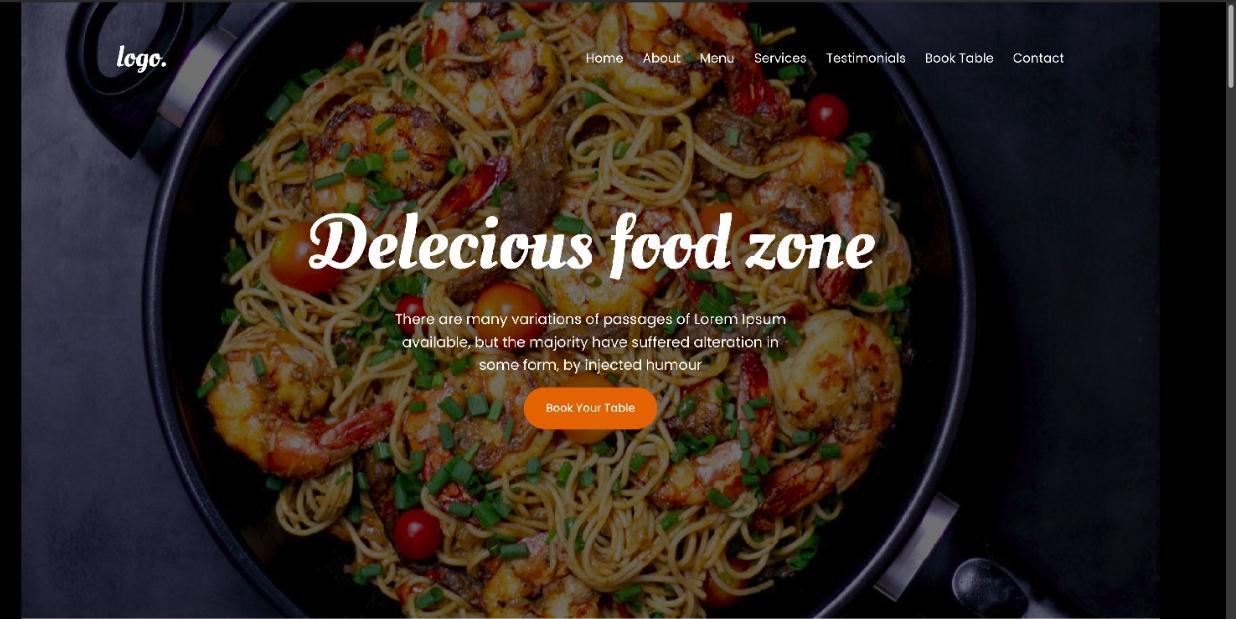 logo.
Home About Menu Services Testimonials Book Table Contact
Delecious food zone
There are many variations of passages of Lorem Ipsum
available, but the majority have suffered alteration in
some form, by injected humour
Book Your Table